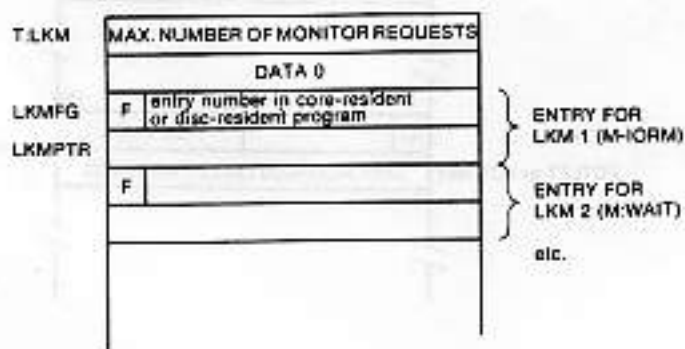 T:LKM
MAX. NUMBER OF MONITOR REQUESTS
DATA 0
LKMFG
F
entry number in core-resident
or disc-resident program
LKMPTR
ENTRY FOR
LKM 1 (M-IORM)
F
ENTRY FOR
LKM 2 (M:WAIT)
etc.